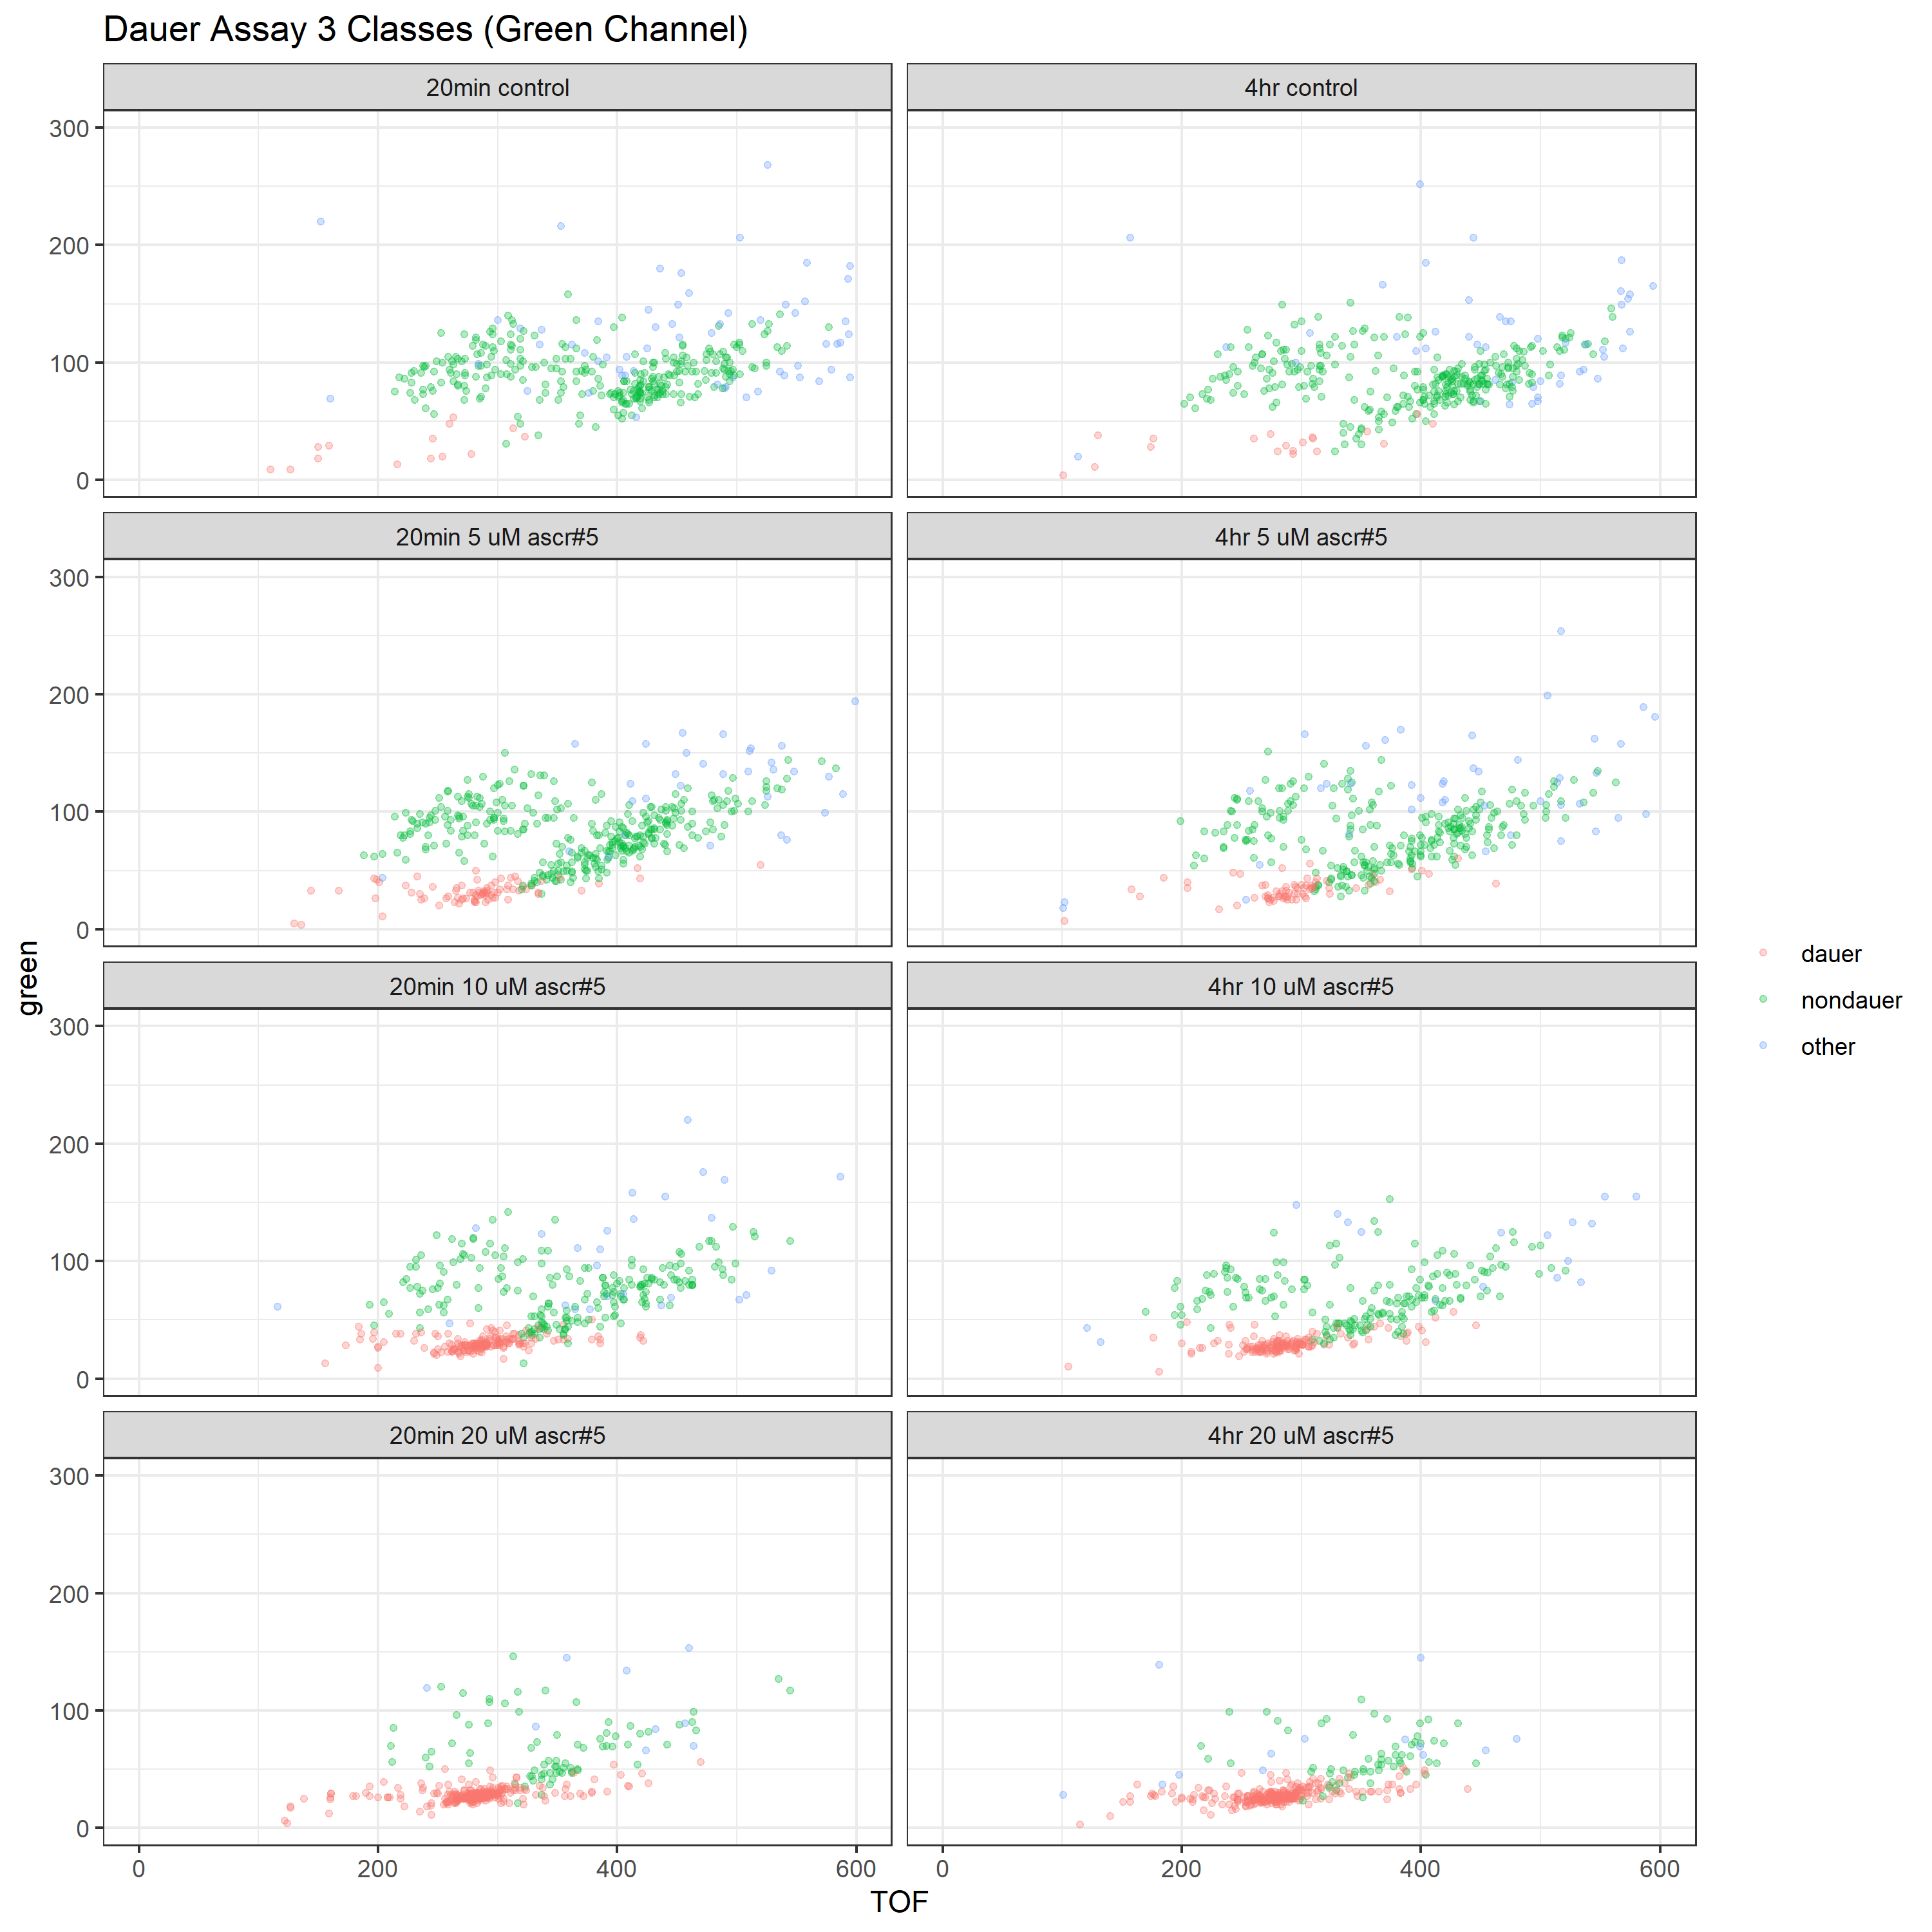 Dauer Assay 3 Classes (Green Channel)
20min control
4hr control
300
200
100
0
20min 5 uM ascr#5
4hr 5 uM ascr#5
300
200
100
0
green
dauer
nondauer
other
20min 10 uM ascr#5
4hr 10 uM ascr#5
300
200
100
0
20min 20 uM ascr#5
4hr 20 uM ascr#5
300
200
100
0
0 200 400 600 0 200 400 600
TOF